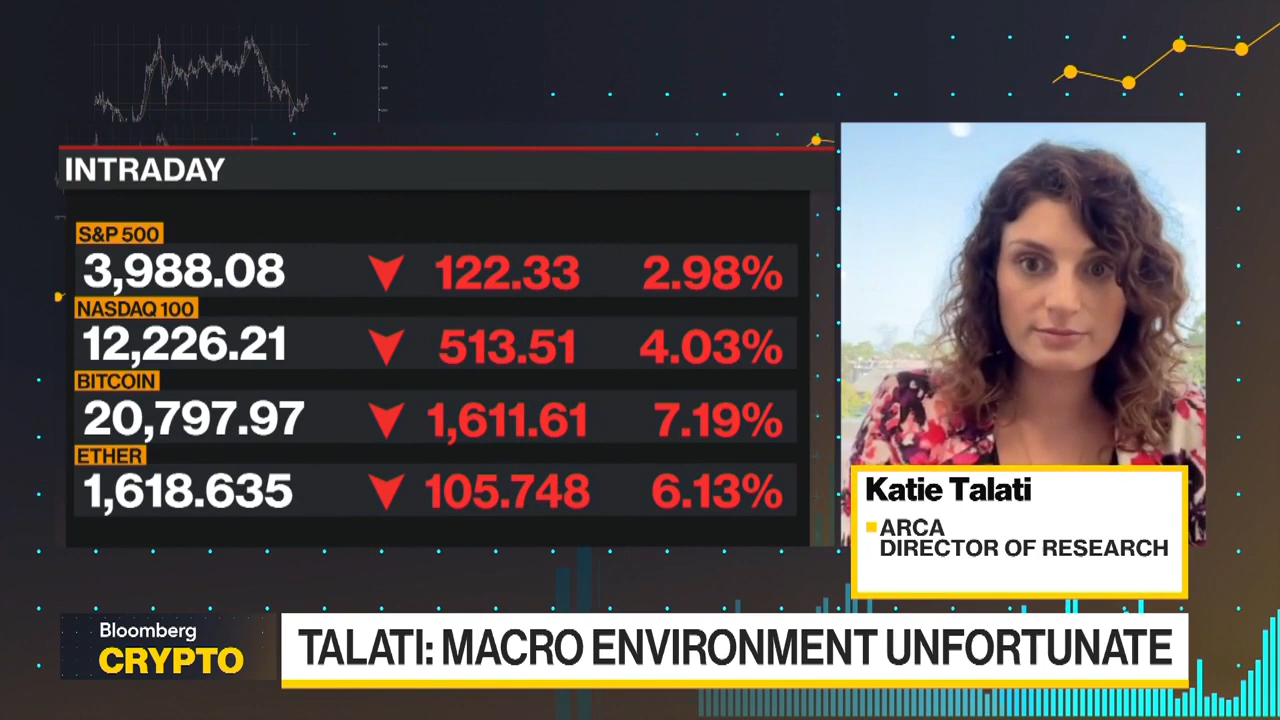 INTRADAY
S&P 500
3,988.08 122.33 2.98%
NASDAQ 100
12,226.21 513.51 4.03%
BITCOIN
20,797.97 1,611.61 7.19%
ETHER
1,618.635 105.748 6.13%
Katie Talati
ARCA
DIRECTOR OF RESEARCH
Bloomberg
CRYPTO
TALATI: MACRO ENVIRONMENT UNFORTUNATE